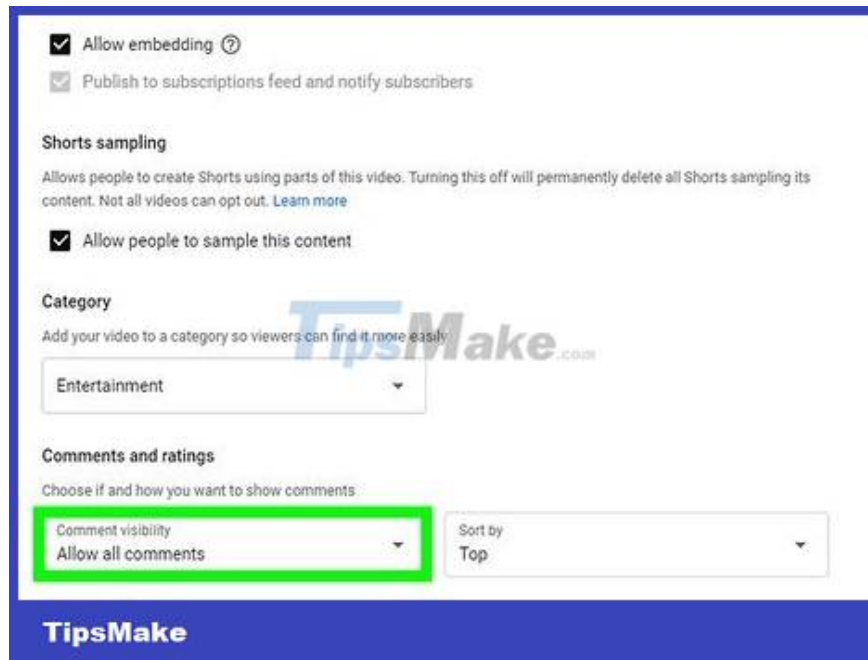 Allow embedding
Publish to subscriptions feed and notify subscribers
Shorts sampling
Allows people to create Shorts using parts of this video. Turning this off will permanently delete all Shorts sampling its
content. Not all videos can opt out. Learn more
Allow people to sample this content
Category
Add your video to a category so viewers can find it more easily
TipsMake.com
Entertainment
Comments and ratings
Choose if and how you want to show comments
Comment visibility
Allow all comments
Sort by
Top
TipsMake